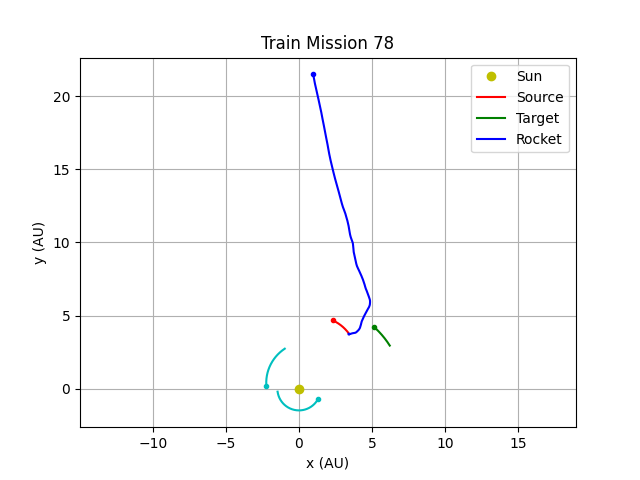 Train Mission 78
Sun
Source
Target
Rocket
20
15
10
5
0
y (AU)
−10
−5
0
5
10
15
x (AU)